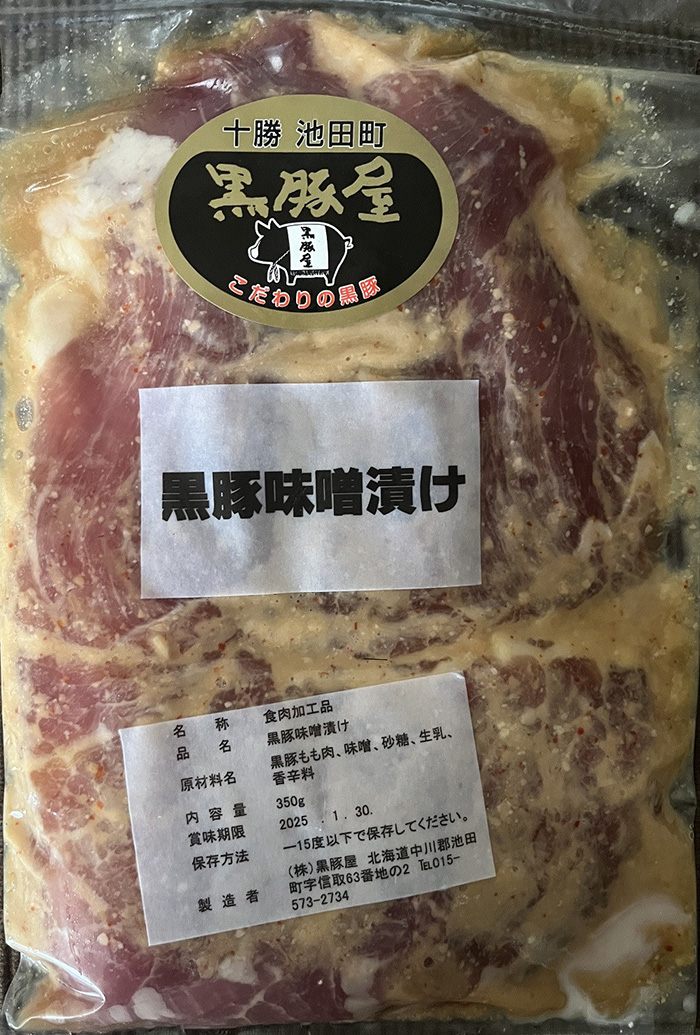 十勝 池田町
黒豚屋
黒豚屋
こだわりの黒豚
黒豚味噌漬け
名 称 食肉加工品
品 名 黒豚味噌漬け
原材料名 黒豚もも肉、味噌、砂糖、生乳、
香辛料
内容量 350g
賞味期限 2025 . 1 . 30.
保存方法 ―15度以下で保存してください。
製造者 (株)黒豚屋 北海道中川郡池田
町字信取63番地の2 ℡015-
573-2734